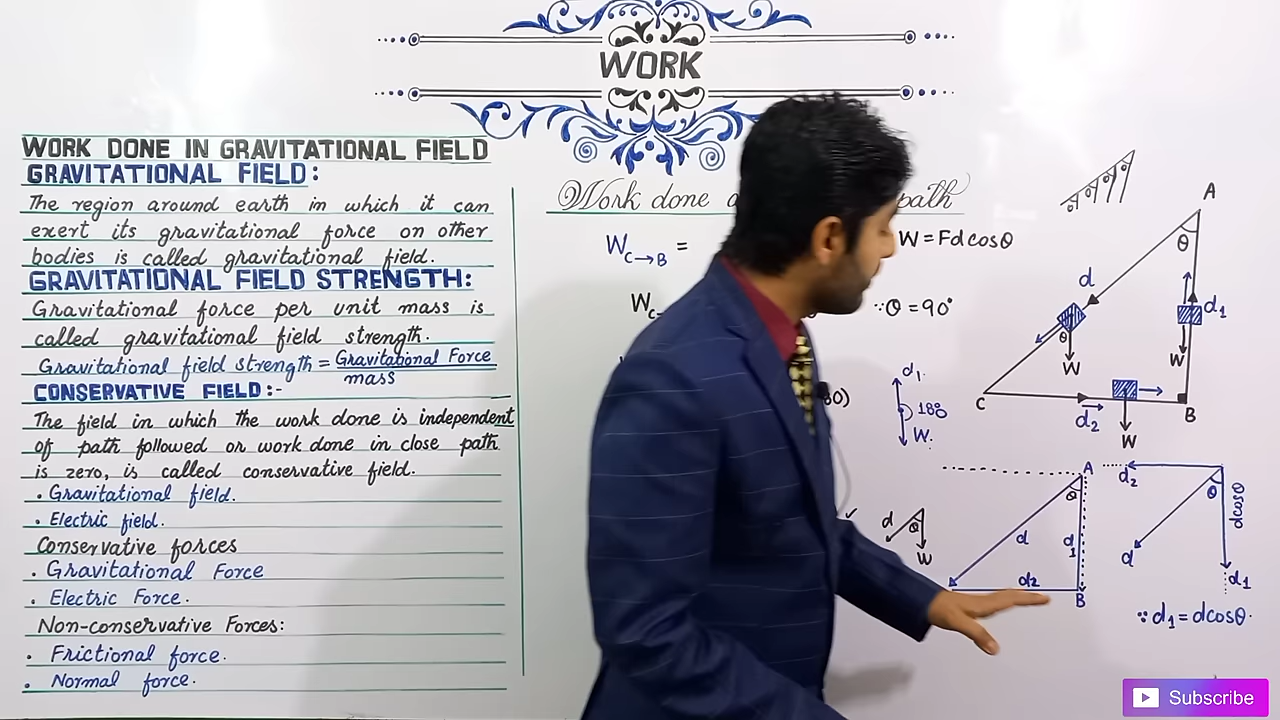 WORK
WORK DONE IN GRAVITATIONAL FIELD
GRAVITATIONAL FIELD:
The region around earth in which it can
exert its gravitational force on other
bodies is called gravitational field.
GRAVITATIONAL FIELD STRENGTH:
Gravitational force per unit mass is
called gravitational field strength.
Gravitational field strength = Gravitational Force
mass
CONSERVATIVE FIELD:-
The field in which the work done is independent
of path followed or work done in close path
is zero, is called conservative field.
• Gravitational field.
• Electric field.
Conservative forces
• Gravitational Force
• Electric Force.
Non-conservative Forces:
• Frictional force.
• Normal force.
Work done path
W C→B =
W = Fd cosθ
W C
∵ θ = 90°
80)
d1
180
W
A
θ
d
d1
θ
W
W
C
d2
B
W
d
θ
W
A
θ
d
d1
d2
B
d2
θ
dcosθ
d
d1
∵ d1 = dcosθ
Subscribe